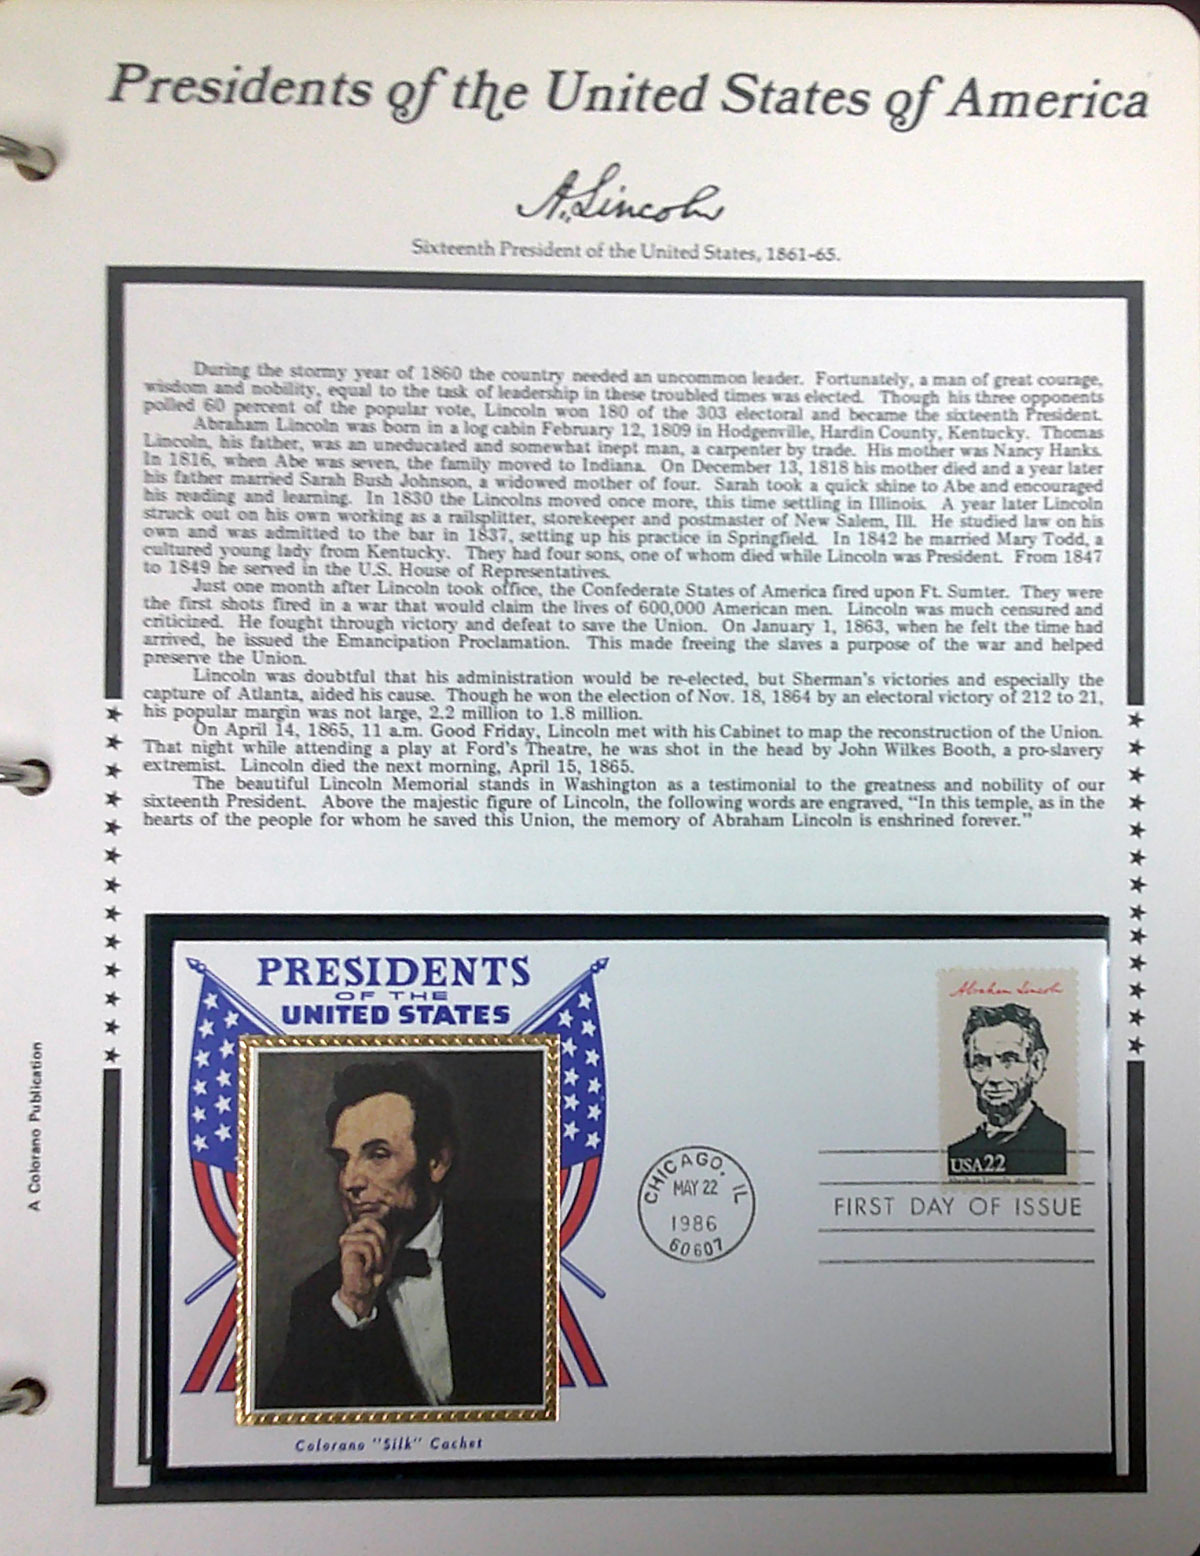 Presidents of the United States of America
A. Lincoln
Sixteenth President of the United States, 1861-65.
During the stormy year of 1860 the country needed an uncommon leader. Fortunately, a man of great courage,
wisdom and nobility, equal to the task of leadership in these troubled times was elected. Though his three opponents
polled 60 percent of the popular vote, Lincoln won 180 of the 303 electoral and became the sixteenth President.
Abraham Lincoln was born in a log cabin February 12, 1809 in Hodgenville, Hardin County, Kentucky. Thomas
Lincoln, his father, was an uneducated and somewhat inept man, a carpenter by trade. His mother was Nancy Hanks.
In 1816, when Abe was seven, the family moved to Indiana. On December 13, 1818 his mother died and a year later
his father married Sarah Bush Johnson, a widowed mother of four. Sarah took a quick shine to Abe and encouraged
his reading and learning. In 1830 the Lincolns moved once more, this time settling in Illinois. A year later Lincoln
struck out on his own working as a railsplitter, storekeeper and postmaster of New Salem, Ill. He studied law on his
own and was admitted to the bar in 1837, setting up his practice in Springfield. In 1842 he married Mary Todd, a
cultured young lady from Kentucky. They had four sons, one of whom died while Lincoln was President. From 1847
to 1849 he served in the U.S. House of Representatives.
Just one month after Lincoln took office, the Confederate States of America fired upon Ft. Sumter. They were
the first shots fired in a war that would claim the lives of 600,000 American men. Lincoln was much censured and
criticized. He fought through victory and defeat to save the Union. On January 1, 1863, when he felt the time had
arrived, he issued the Emancipation Proclamation. This made freeing the slaves a purpose of the war and helped
preserve the Union.
Lincoln was doubtful that his administration would be re-elected, but Sherman's victories and especially the
capture of Atlanta, aided his cause. Though he won the election of Nov. 18, 1864 by an electoral victory of 212 to 21,
his popular margin was not large, 2.2 million to 1.8 million.
On April 14, 1865, 11 a.m. Good Friday, Lincoln met with his Cabinet to map the reconstruction of the Union.
That night while attending a play at Ford's Theatre, he was shot in the head by John Wilkes Booth, a pro-slavery
extremist. Lincoln died the next morning, April 15, 1865.
The beautiful Lincoln Memorial stands in Washington as a testimonial to the greatness and nobility of our
sixteenth President. Above the majestic figure of Lincoln, the following words are engraved, "In this temple, as in the
hearts of the people for whom he saved this Union, the memory of Abraham Lincoln is enshrined forever."
A Colorano Publication
PRESIDENTS
OF THE
UNITED STATES
Colorano "Silk" Cachet
CHICAGO, IL
MAY 22
1986
60607
Abraham Lincoln
USA22
FIRST DAY OF ISSUE